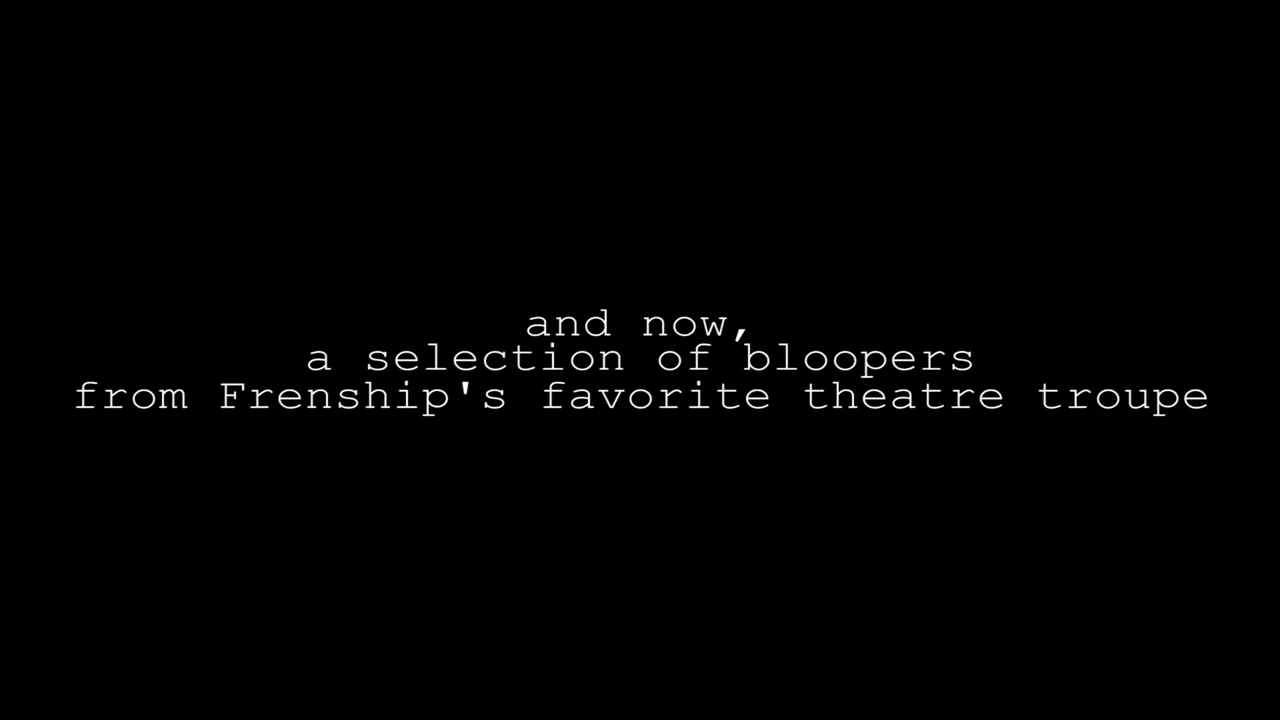 and now,
a selection of bloopers
from Frenship's favorite theatre troupe